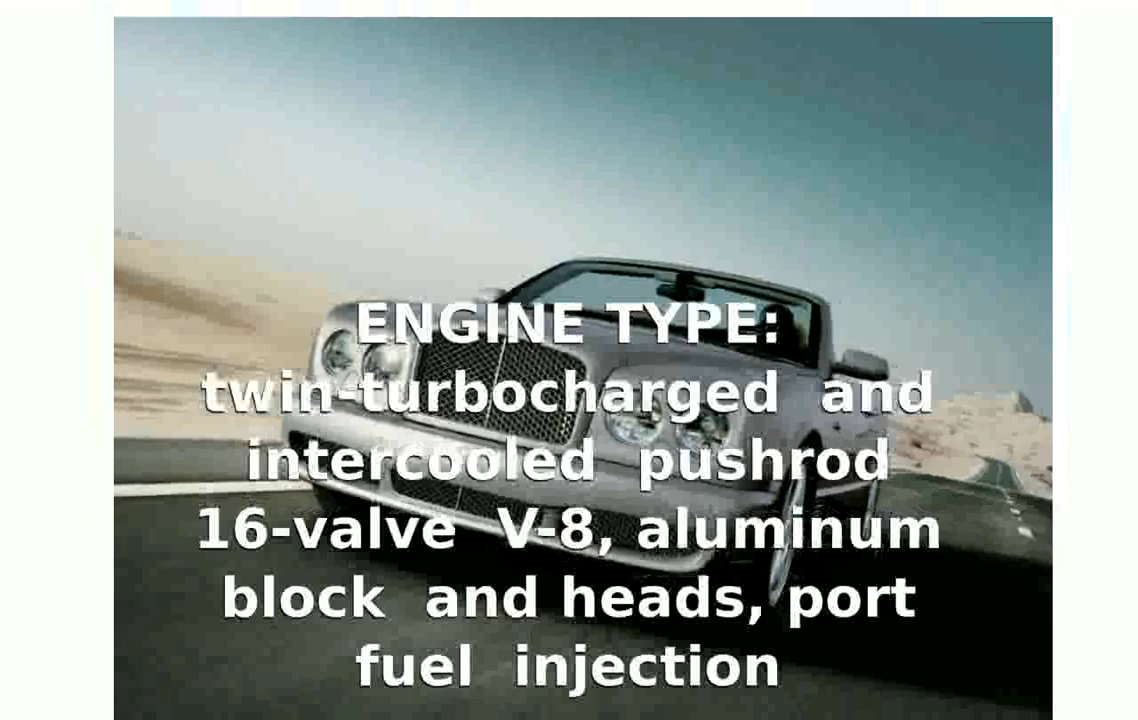 ENGINE TYPE:
twin-turbocharged and
intercooled pushrod
16-valve V-8, aluminum
block and heads, port
fuel injection